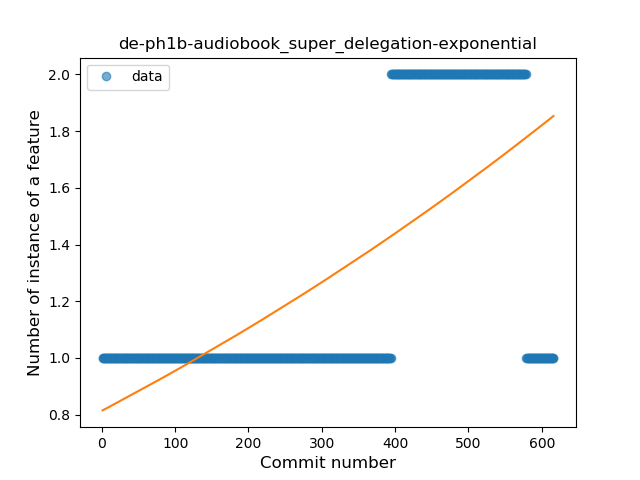 de-ph1b-audiobook_super_delegation-exponential
data
Number of instance of a feature
2.0
1.8
1.6
1.4
1.2
1.0
0.8
0 100 200 300 400 500 600
Commit number